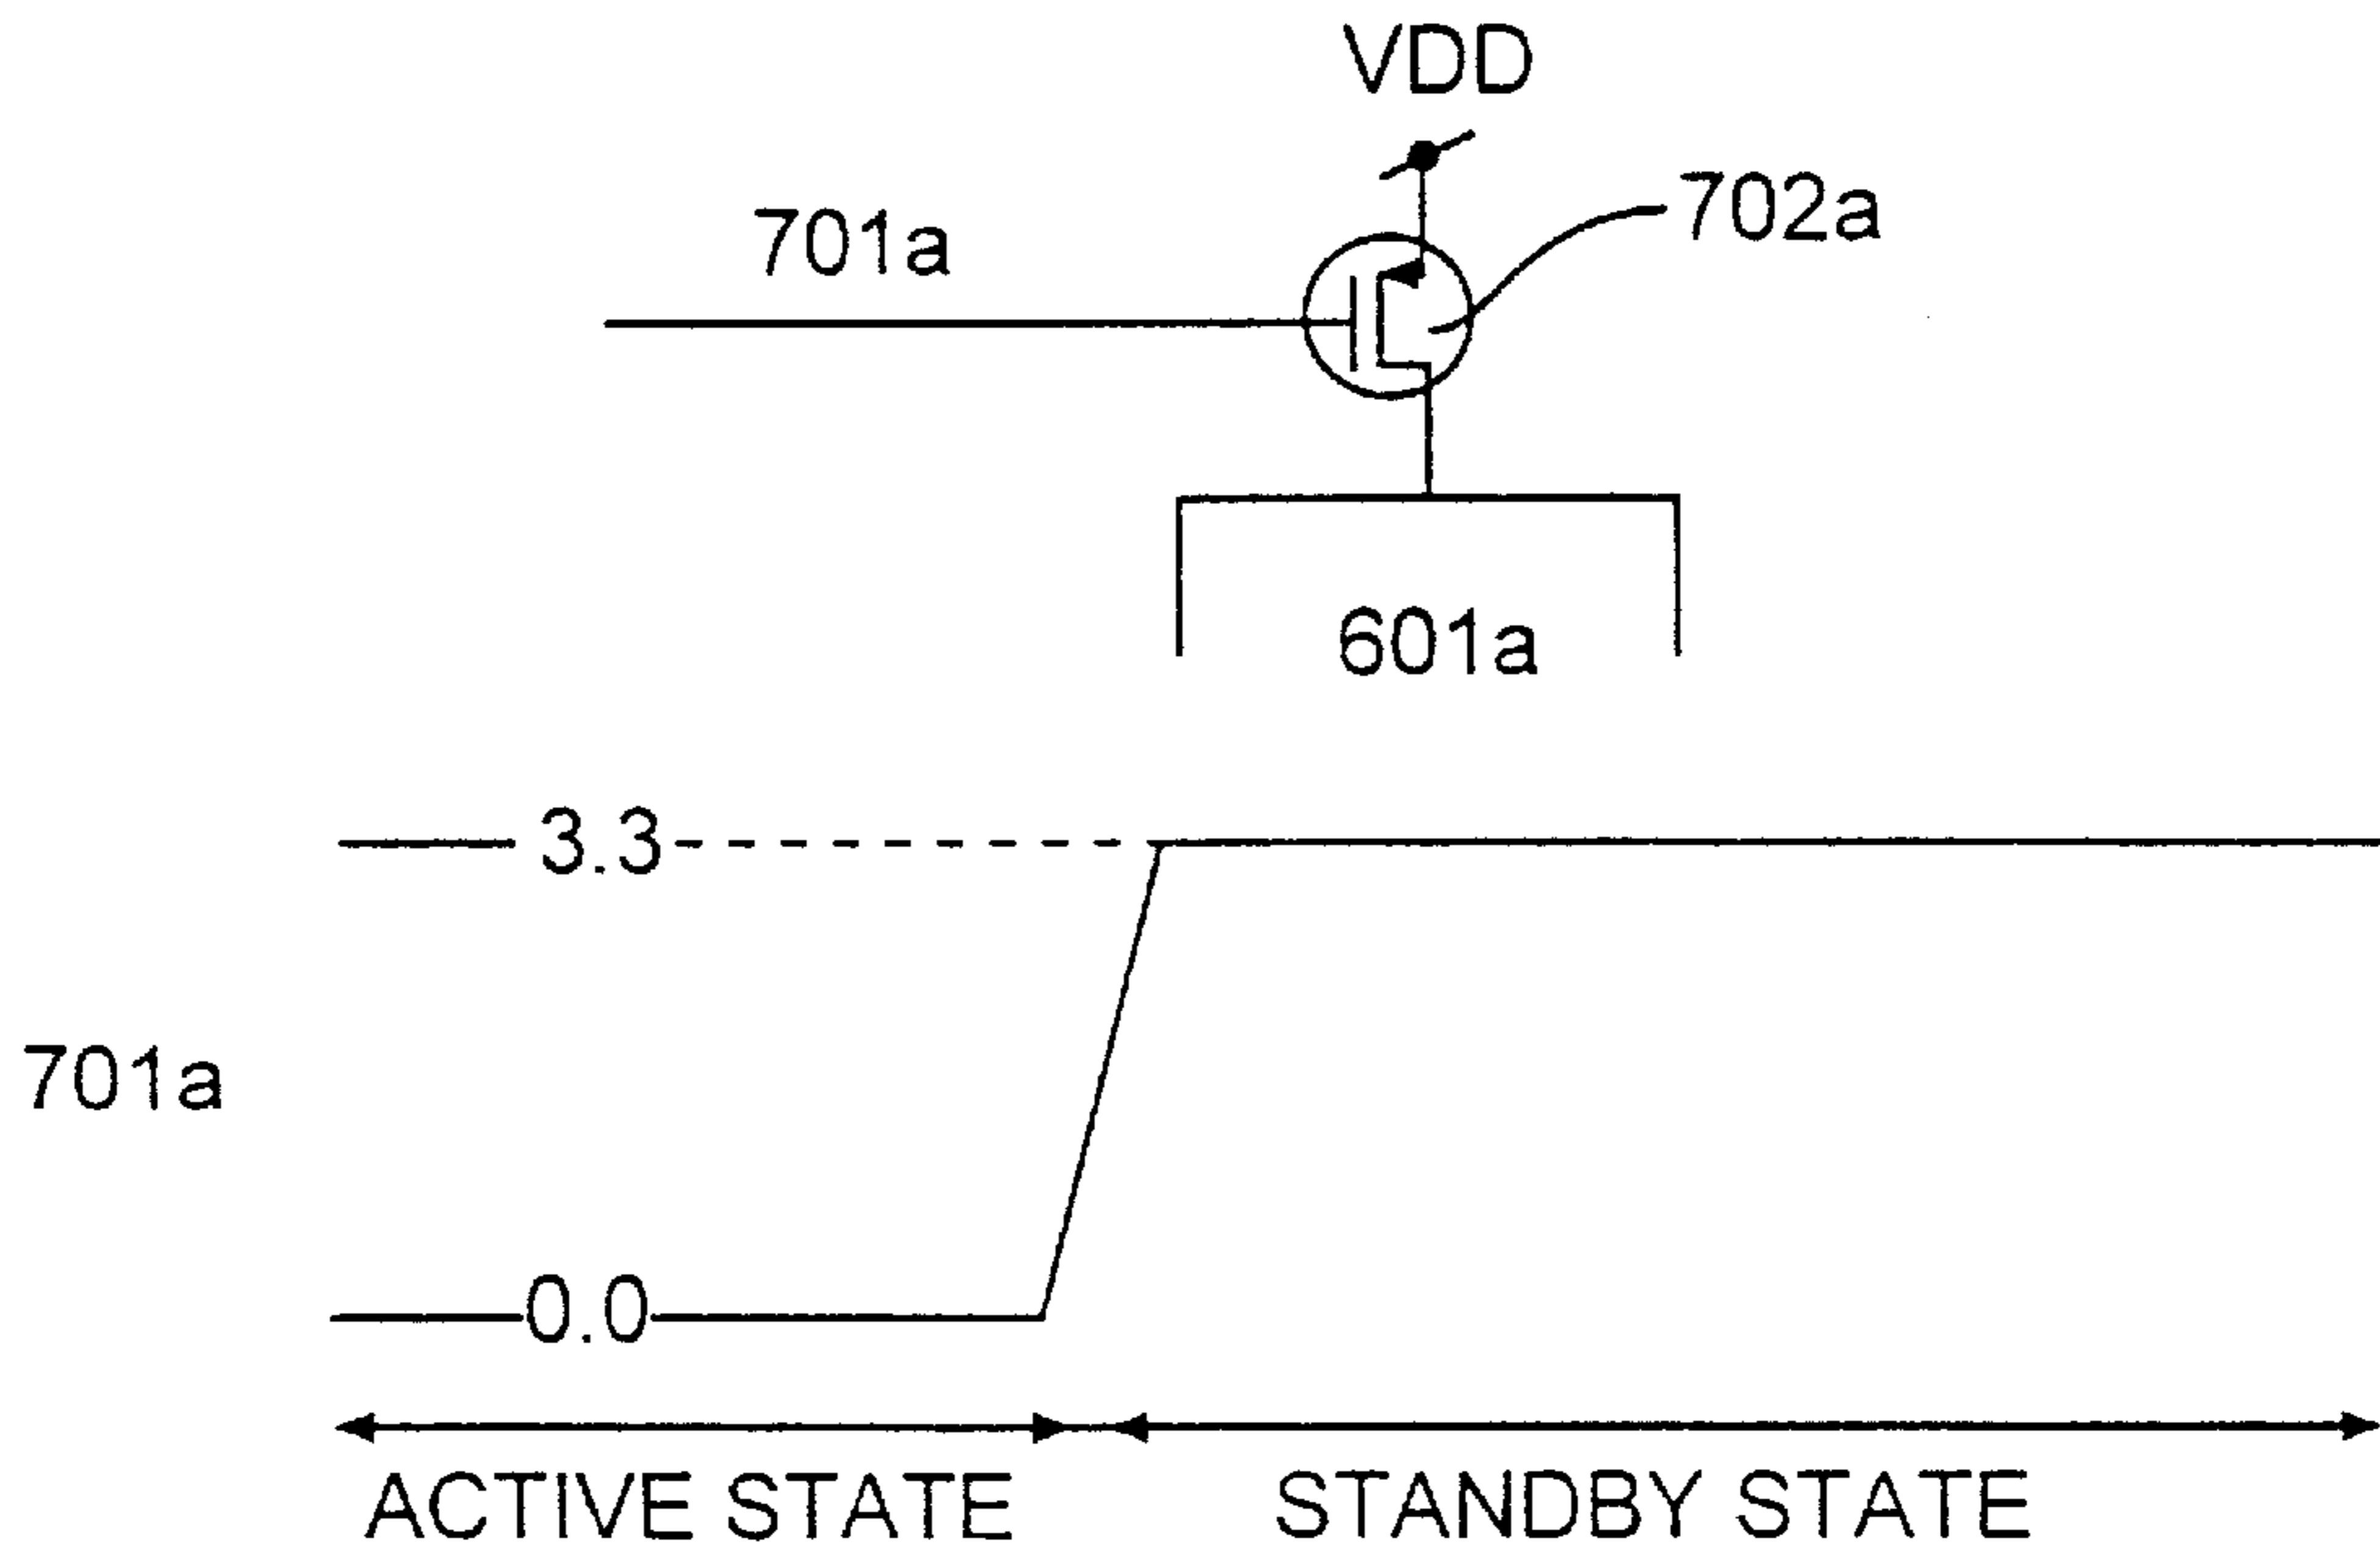 VDD
701a
702a
601a
3.3
701a
0.0
ACTIVE STATE
STANDBY STATE